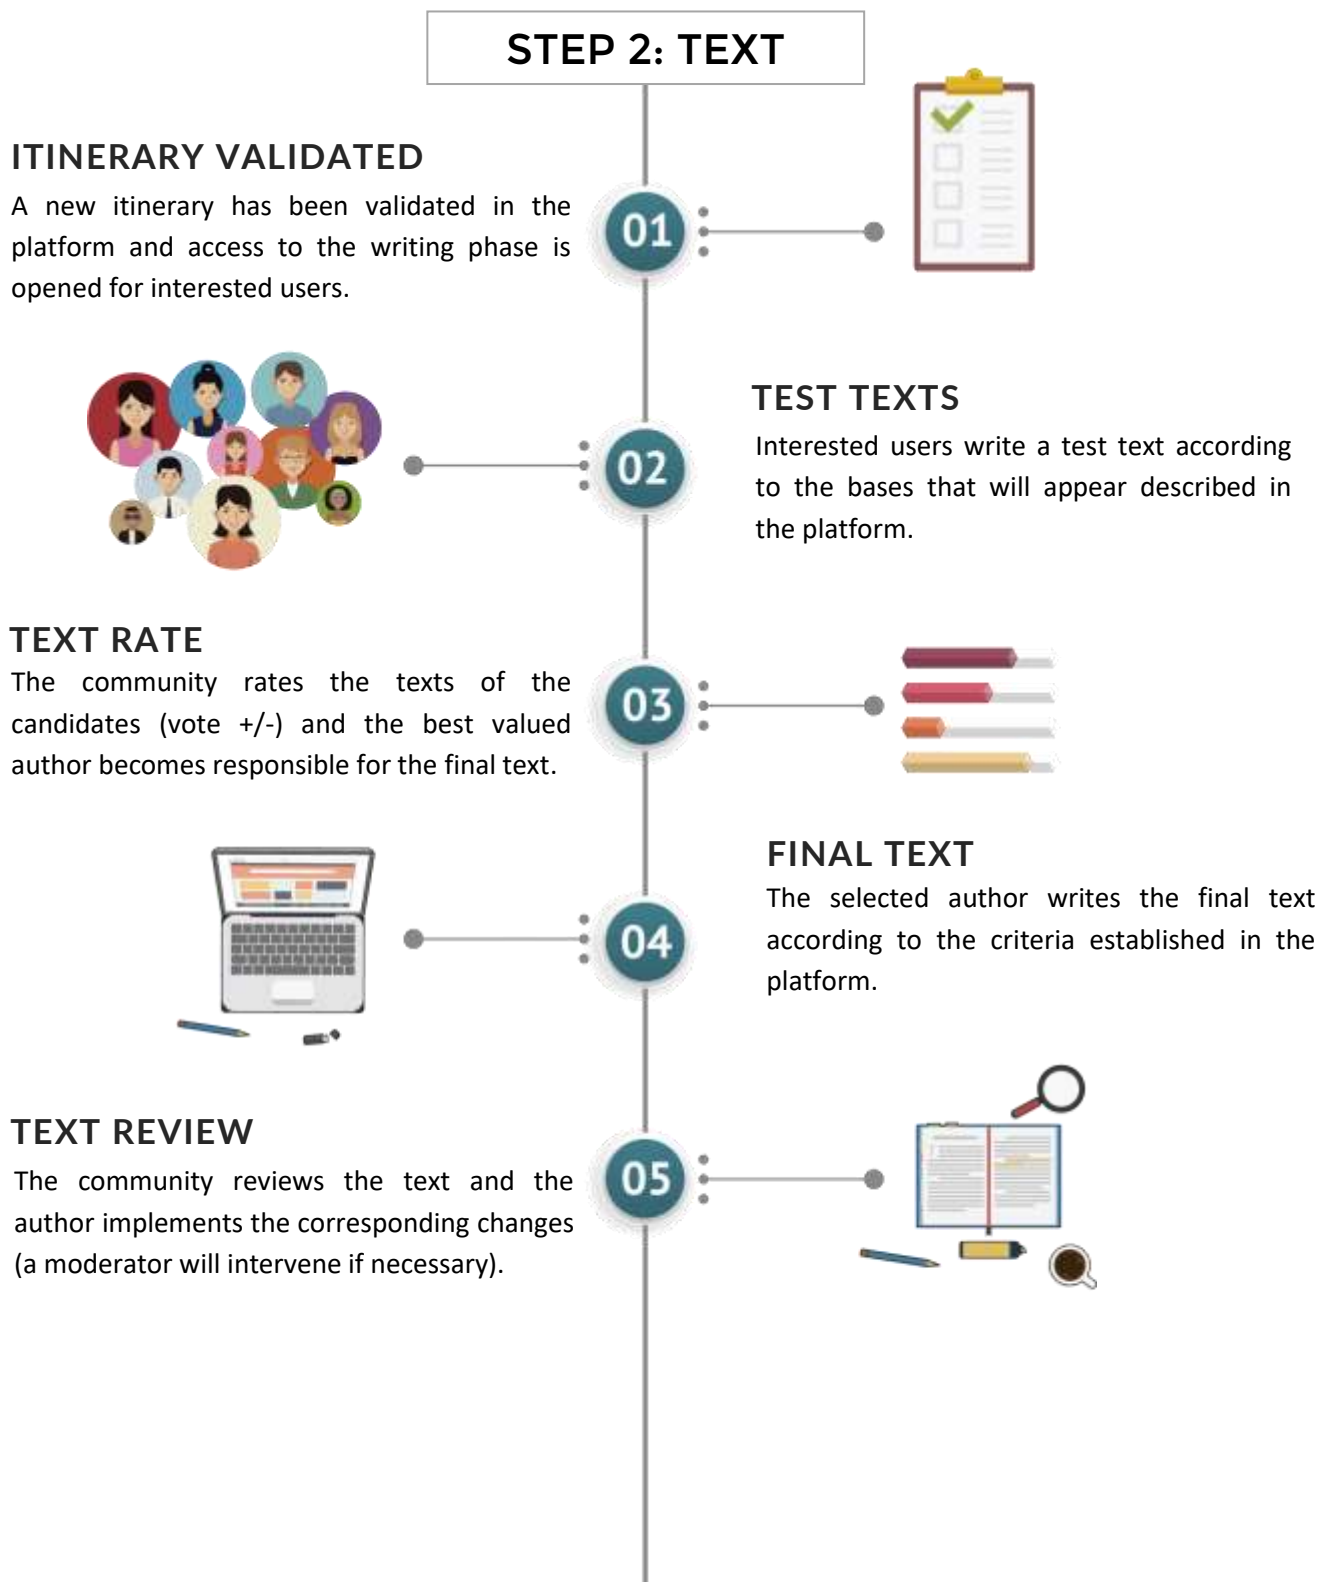 STEP 2: TEXT
ITINERARY VALIDATED
A new itinerary has been validated in the
platform and access to the writing phase is
opened for interested users.
01
TEST TEXTS
02
Interested users write a test text according
to the bases that will appear described in
the platform.
TEXT RATE
The community rates the texts of the
candidates (vote +/-) and the best valued
author becomes responsible for the final text.
03
FINAL TEXT
04
The selected author writes the final text
according to the criteria established in the
platform.
TEXT REVIEW
The community reviews the text and the
author implements the corresponding changes
(a moderator will intervene if necessary).
05